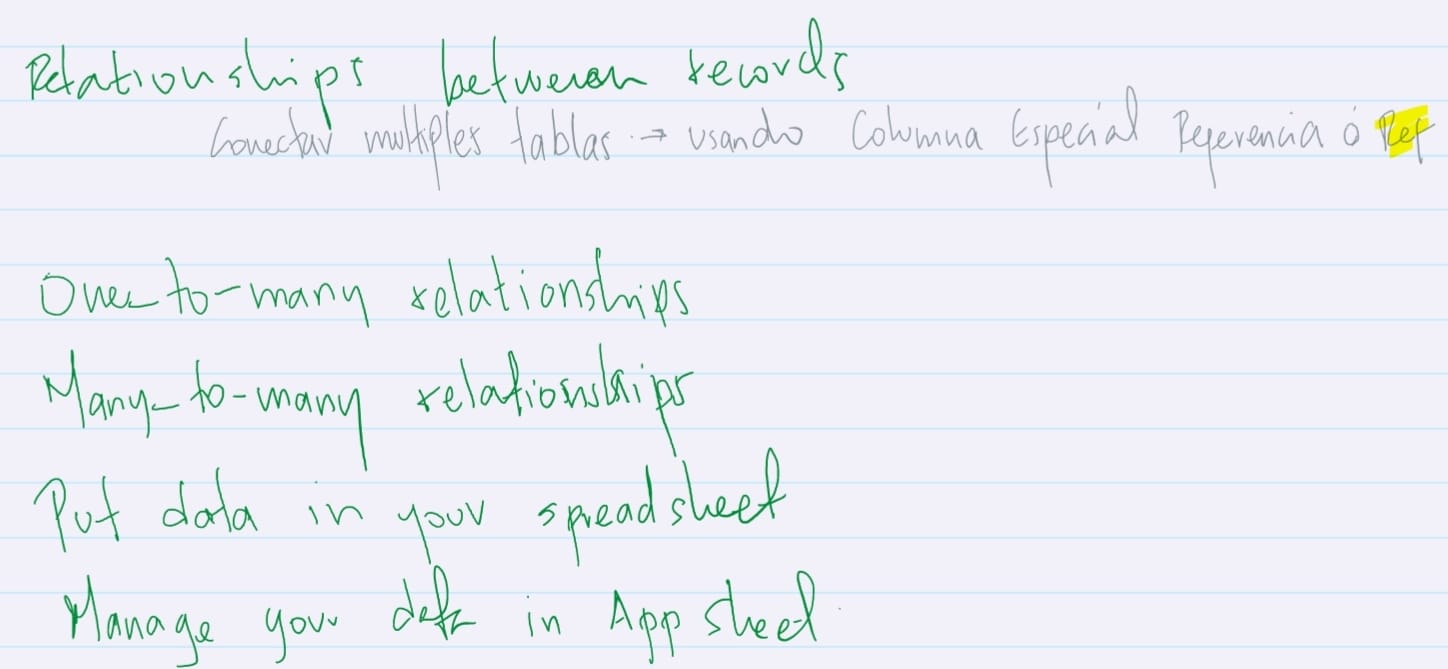 Relationships between records
Conectar multiples tablas → usando Columna Especial Referencia ó Ref
One-to-many relationships
Many-to-many relationships
Put data in your spreadsheet
Manage your data in App sheet